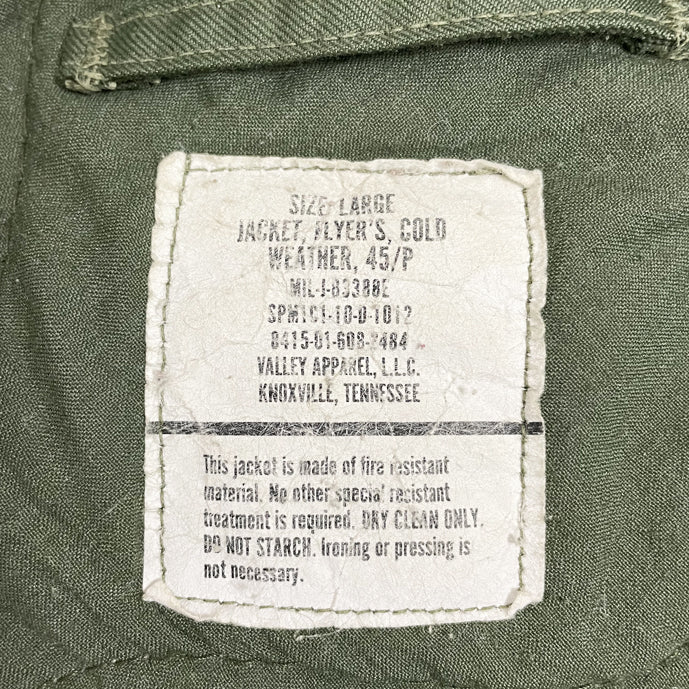 SIZE: LARGE
JACKET, FLYER'S, COLD
WEATHER, 45/P
MIL-J-83388E
SPM1C1-10-D-1012
8415-01-608-2484
VALLEY APPAREL, L.L.C.
KNOXVILLE, TENNESSEE
This jacket is made of fire resistant
material. No other special resistant
treatment is required. DRY CLEAN ONLY.
DO NOT STARCH. Ironing or pressing is
not necessary.